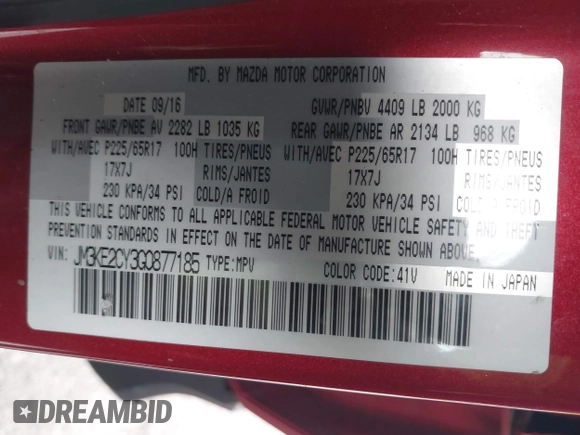 MFD. BY MAZDA MOTOR CORPORATION
DATE 09/16 GVWR/PNBV 4409 LB 2000 KG
FRONT GAWR/PNBE AV 2282 LB 1035 KG REAR GAWR/PNBE AR 2134 LB 968 KG
WITH/AVEC P225/65R17 100H TIRES/PNEUS WITH/AVEC P225/65R17 100H TIRES/PNEUS
17X7J RIMS/JANTES 17X7J RIMS/JANTES
230 KPA/34 PSI COLD/A FROID 230 KPA/34 PSI COLD/A FROID
THIS VEHICLE CONFORMS TO ALL APPLICABLE FEDERAL MOTOR VEHICLE SAFETY AND THEFT
PREVENTION STANDARDS IN EFFECT ON THE DATE OF MANUFACTURE SHOWN ABOVE.
VIN: JM3KE2CY3G0877185 TYPE:MPV COLOR CODE:41V MADE IN JAPAN
DREAMBID